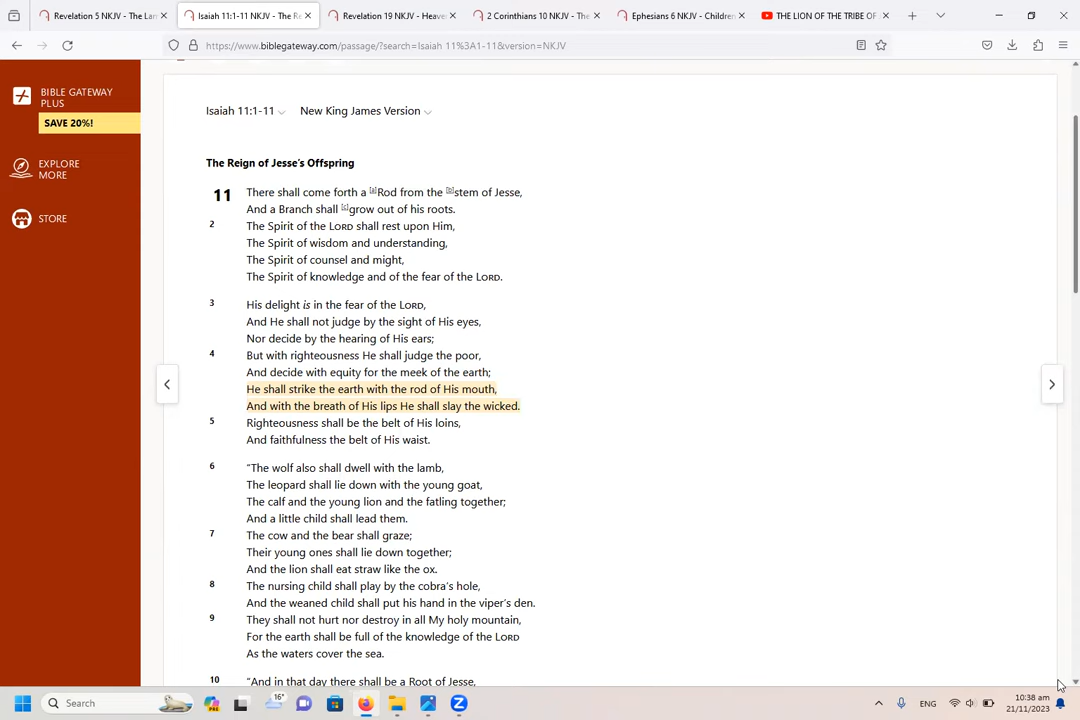 Revelation 5 NKJV - The Lam
Isaiah 11:1-11 NKJV - The Re
Revelation 19 NKJV - Heaven
2 Corinthians 10 NKJV - The
Ephesians 6 NKJV - Children
THE LION OF THE TRIBE OF
https://www.biblegateway.com/passage/?search=Isaiah 11%3A1-11&version=NKJV
BIBLE GATEWAY
PLUS
SAVE 20%!
EXPLORE
MORE
STORE
Isaiah 11:1-11 New King James Version
The Reign of Jesse's Offspring
11 There shall come forth a [a]Rod from the [b]stem of Jesse,
And a Branch shall [c]grow out of his roots.
2 The Spirit of the LORD shall rest upon Him,
The Spirit of wisdom and understanding,
The Spirit of counsel and might,
The Spirit of knowledge and of the fear of the LORD.
3 His delight is in the fear of the LORD,
And He shall not judge by the sight of His eyes,
Nor decide by the hearing of His ears;
4 But with righteousness He shall judge the poor,
And decide with equity for the meek of the earth;
He shall strike the earth with the rod of His mouth,
And with the breath of His lips He shall slay the wicked.
5 Righteousness shall be the belt of His loins,
And faithfulness the belt of His waist.
6 “The wolf also shall dwell with the lamb,
The leopard shall lie down with the young goat,
The calf and the young lion and the fatling together;
And a little child shall lead them.
7 The cow and the bear shall graze;
Their young ones shall lie down together;
And the lion shall eat straw like the ox.
8 The nursing child shall play by the cobra's hole,
And the weaned child shall put his hand in the viper's den.
9 They shall not hurt nor destroy in all My holy mountain,
For the earth shall be full of the knowledge of the LORD
As the waters cover the sea.
10 “And in that day there shall be a Root of Jesse,
Search
PRE
16°
ENG
10:38 am
21/11/2023